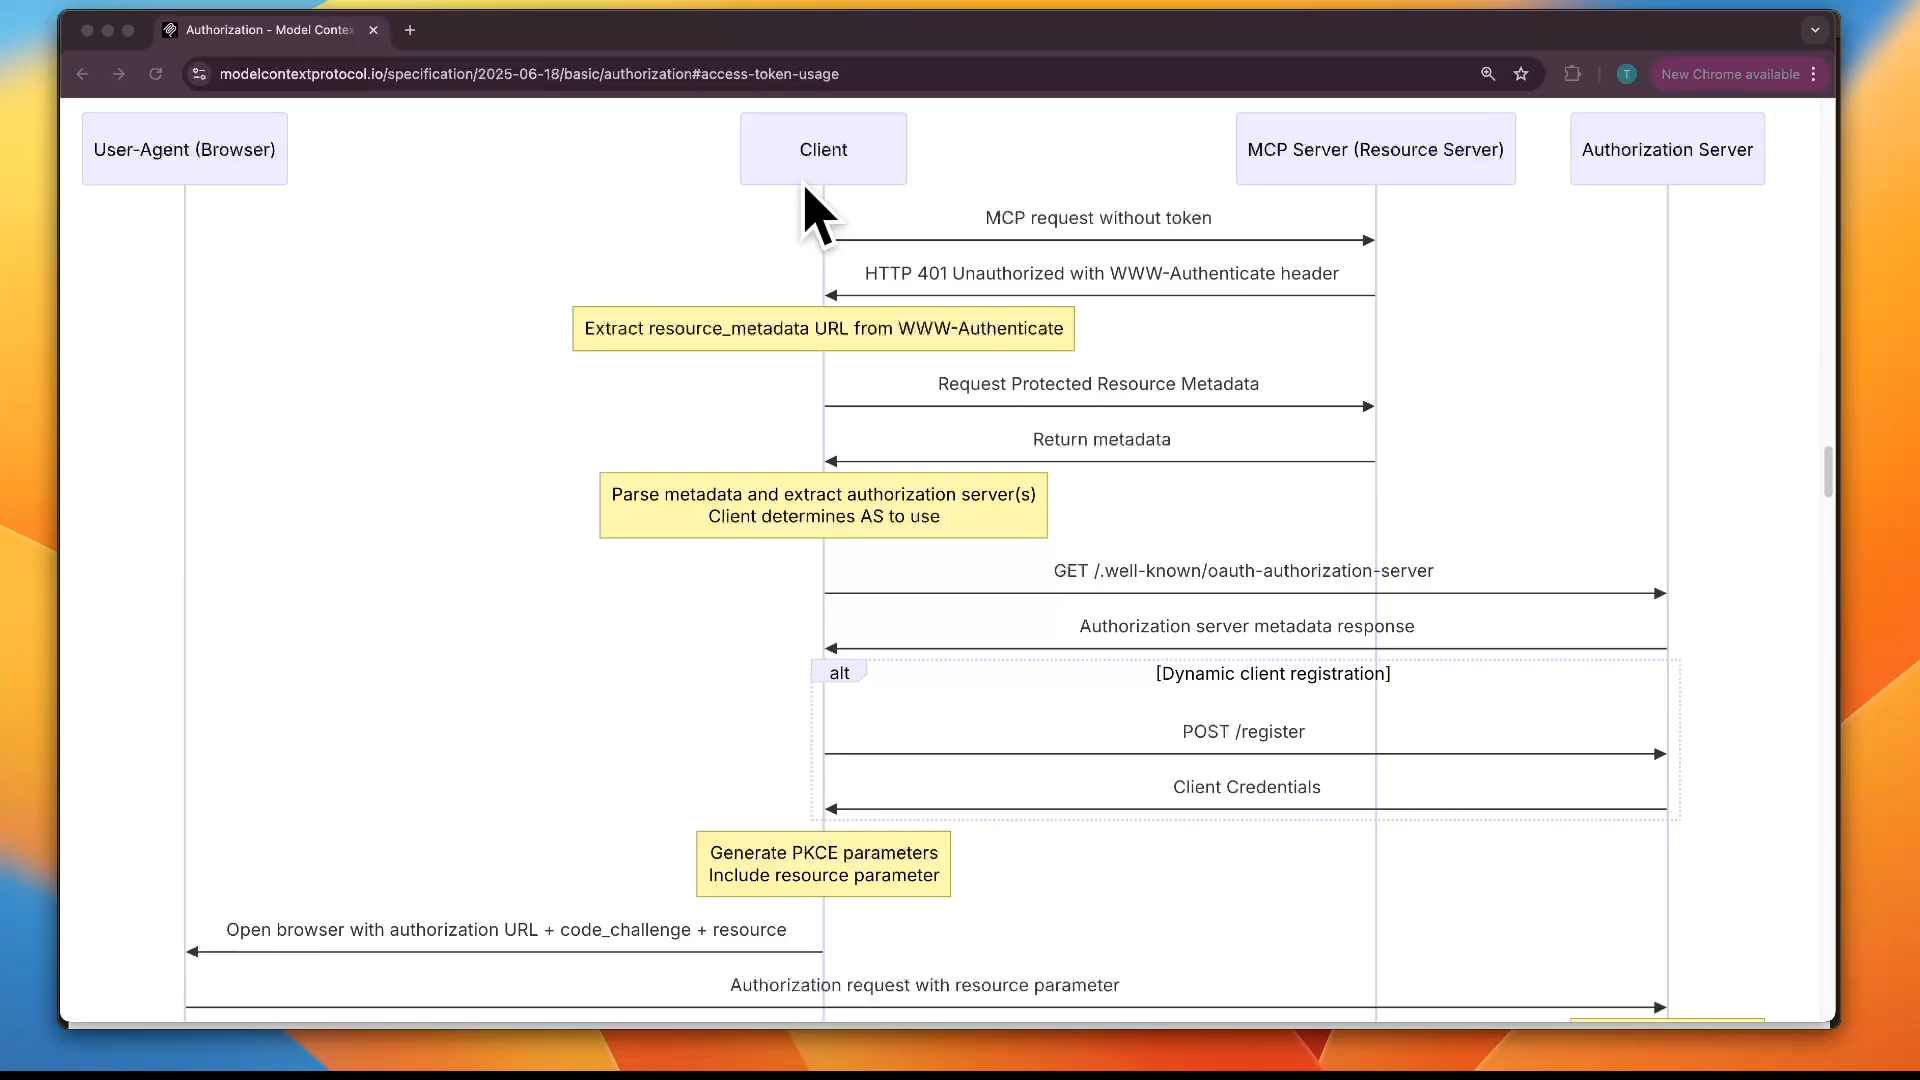 Authorization - Model Contex
modelcontextprotocol.io/specification/2025-06-18/basic/authorization#access-token-usage
T
New Chrome available
User-Agent (Browser)
Client
MCP Server (Resource Server)
Authorization Server
MCP request without token
HTTP 401 Unauthorized with WWW-Authenticate header
Extract resource_metadata URL from WWW-Authenticate
Request Protected Resource Metadata
Return metadata
Parse metadata and extract authorization server(s)
Client determines AS to use
GET /.well-known/oauth-authorization-server
Authorization server metadata response
alt
[Dynamic client registration]
POST /register
Client Credentials
Generate PKCE parameters
Include resource parameter
Open browser with authorization URL + code_challenge + resource
Authorization request with resource parameter